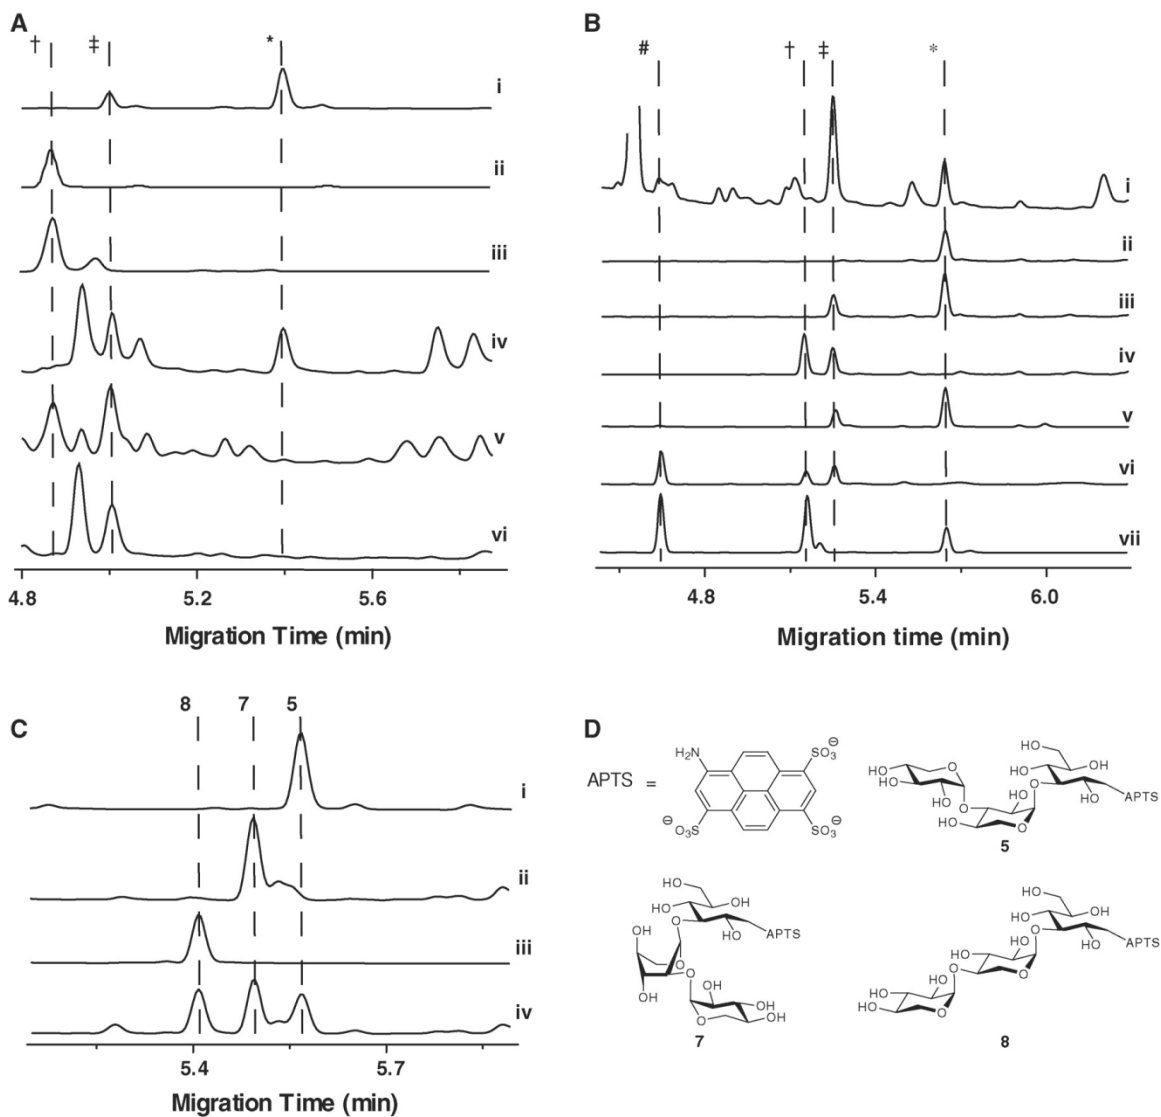 A
† ‡ *
i
ii
iii
iv
v
vi
4.8 5.2 5.6
Migration Time (min)
B
# † ‡ *
i
ii
iii
iv
v
vi
vii
4.8 5.4 6.0
Migration time (min)
C
8 7 5
i
ii
iii
iv
5.4 5.7
Migration Time (min)
D
APTS =
H₂N
SO₃⊖
⊖SO₃
SO₃⊖
HO
HO OH
HO O
HO O
HO HO APTS
HO O
O
HO O
5
HO
HO OH
O
HO APTS
HO O
O
OH O
HO
OH
O OH
7
HO
HO OH
HO O
HO O HO APTS
HO HO O O
HO O
8